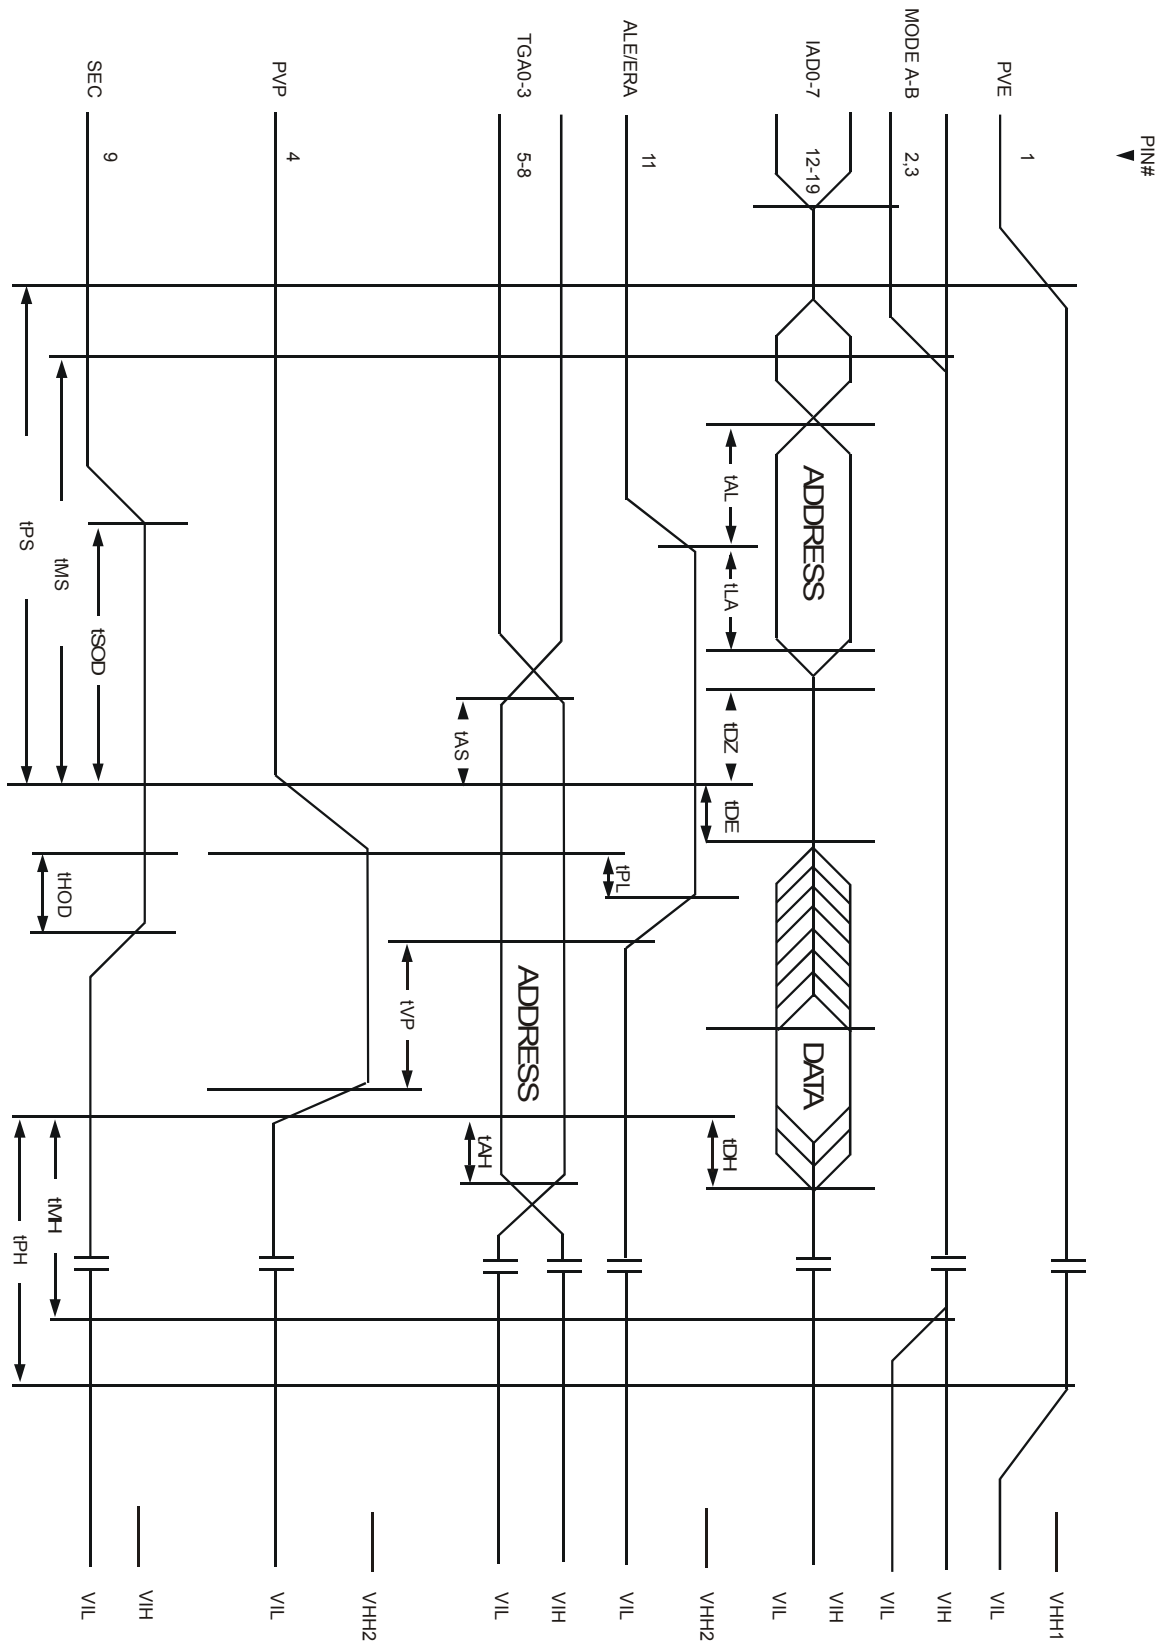 PIN#
PVE 1 VHH1
VIL
MODE A-B 2,3 VIH
VIL
IAD0-7 12-19 ADDRESS DATA VIH
VIL
tAL tLA tDZ tDE tDH
ALE/ERA 11 VHH2
VIL
tPL
TGA0-3 5-8 ADDRESS VIH
VIL
tAS tAH
tVP
PVP 4 VHH2
VIL
SEC 9 VIH
VIL
tSOD tHOD
tMS tMH
tPS tPH